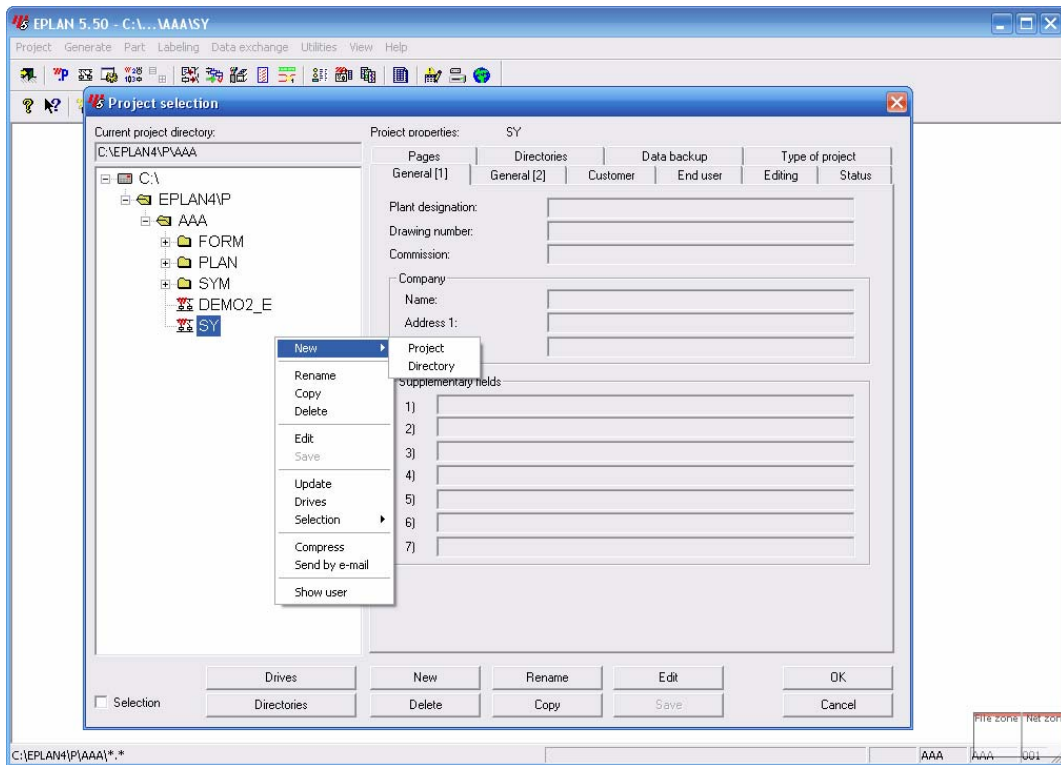 EPLAN 5.50 - C:\...\AAA\SY
Project Generate Part Labeling Data exchange Utilities View Help
Project selection
Current project directory:
C:\EPLAN4\P\AAA
C:\
EPLAN4\P
AAA
FORM
PLAN
SYM
DEMO2_E
SY
New
Rename
Copy
Delete
Edit
Save
Update
Drives
Selection
Compress
Send by e-mail
Show user
Project
Directory
Project properties: SY
Pages Directories Data backup Type of project
General [1] General [2] Customer End user Editing Status
Plant designation:
Drawing number:
Commission:
Company
Name:
Address 1:
Supplementary fields
1)
2)
3)
4)
5)
6)
7)
Drives New Rename Edit OK
Selection Directories Delete Copy Save Cancel
File zone Net zon
C:\EPLAN4\P\AAA\*.* AAA AAA 001